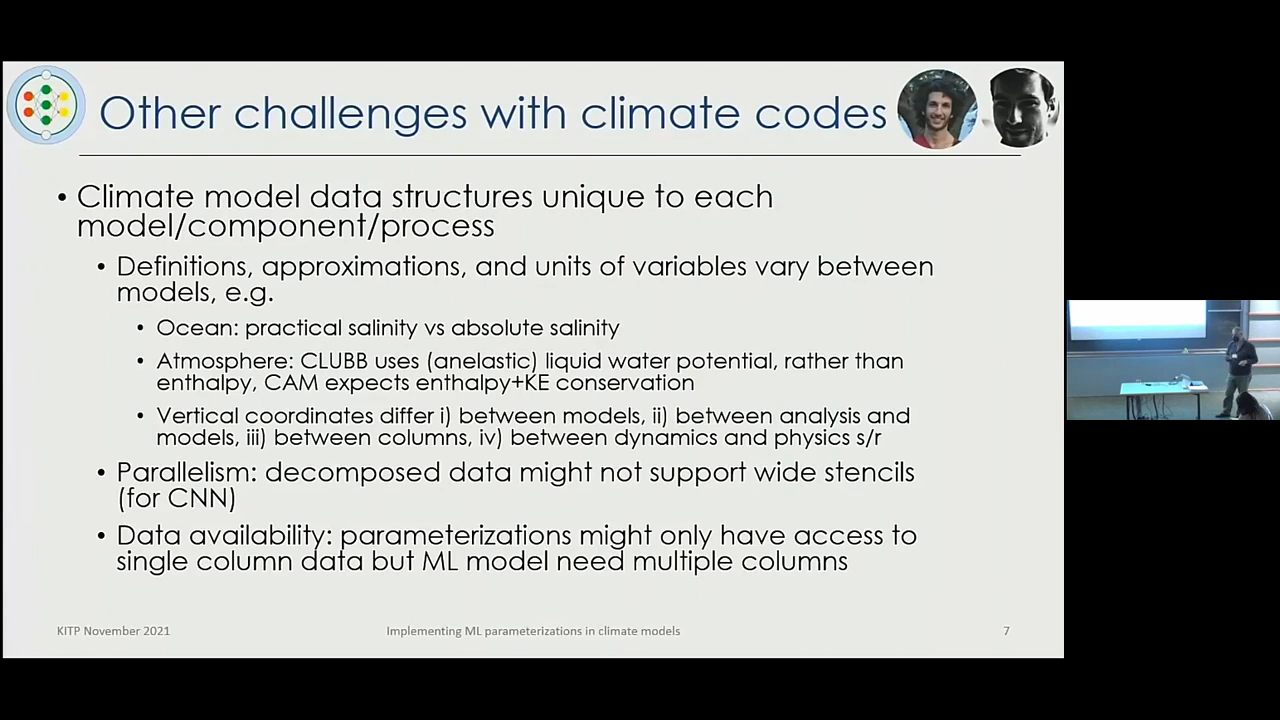 Other challenges with climate codes
• Climate model data structures unique to each
model/component/process
• Definitions, approximations, and units of variables vary between
models, e.g.
• Ocean: practical salinity vs absolute salinity
• Atmosphere: CLUBB uses (anelastic) liquid water potential, rather than
enthalpy, CAM expects enthalpy+KE conservation
• Vertical coordinates differ i) between models, ii) between analysis and
models, iii) between columns, iv) between dynamics and physics s/r
• Parallelism: decomposed data might not support wide stencils
(for CNN)
• Data availability: parameterizations might only have access to
single column data but ML model need multiple columns
KITP November 2021
Implementing ML parameterizations in climate models
7